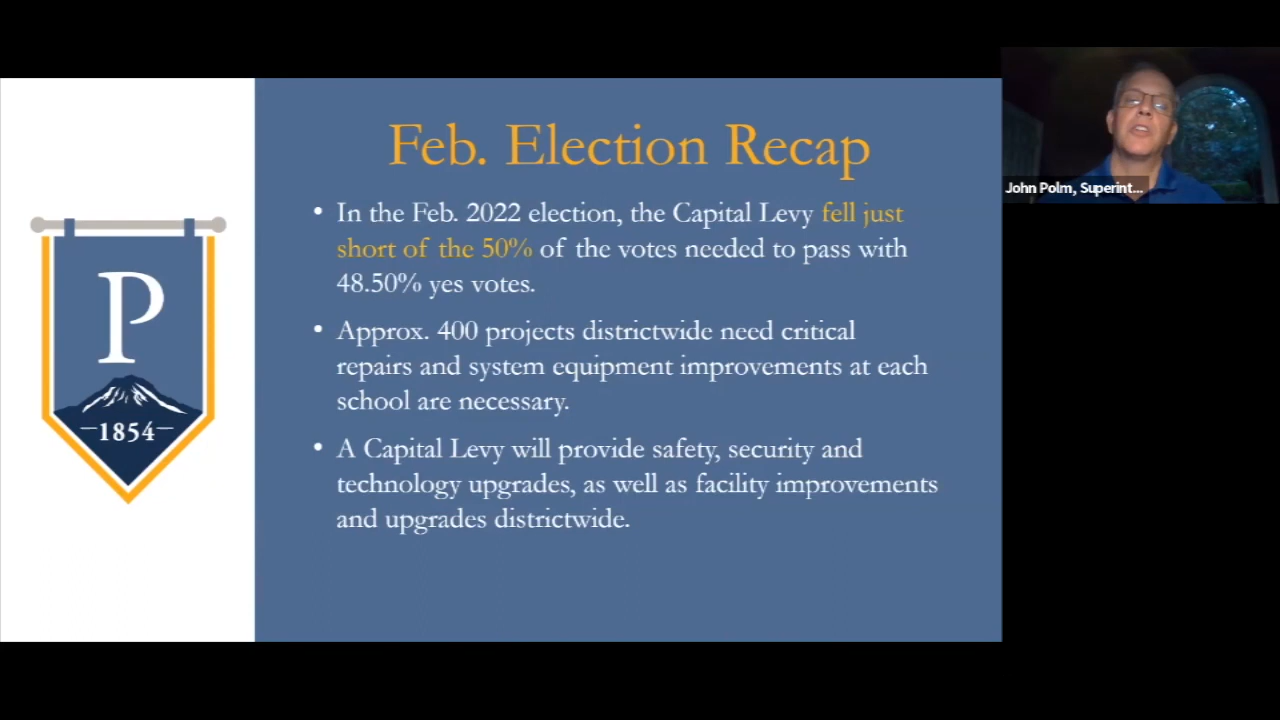 Feb. Election Recap
• In the Feb. 2022 election, the Capital Levy fell just
short of the 50% of the votes needed to pass with
48.50% yes votes.
• Approx. 400 projects districtwide need critical
repairs and system equipment improvements at each
school are necessary.
• A Capital Levy will provide safety, security and
technology upgrades, as well as facility improvements
and upgrades districtwide.
P
–1854–
John Polm, Superint...